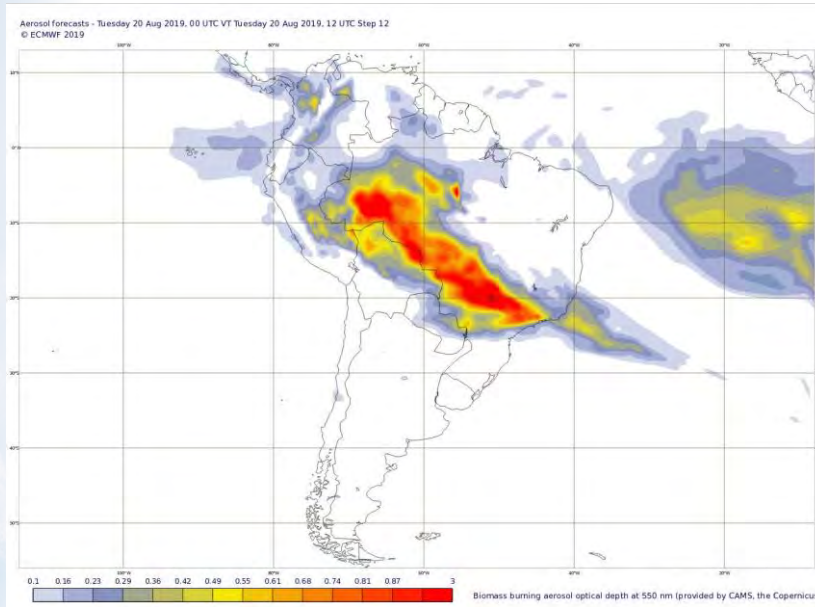 Aerosol forecasts - Tuesday 20 Aug 2019, 00 UTC VT Tuesday 20 Aug 2019, 12 UTC Step 12
© ECMWF 2019
0.1 0.16 0.23 0.29 0.36 0.42 0.49 0.55 0.61 0.68 0.74 0.81 0.87 3
Biomass burning aerosol optical depth at 550 nm (provided by CAMS, the Copernicu